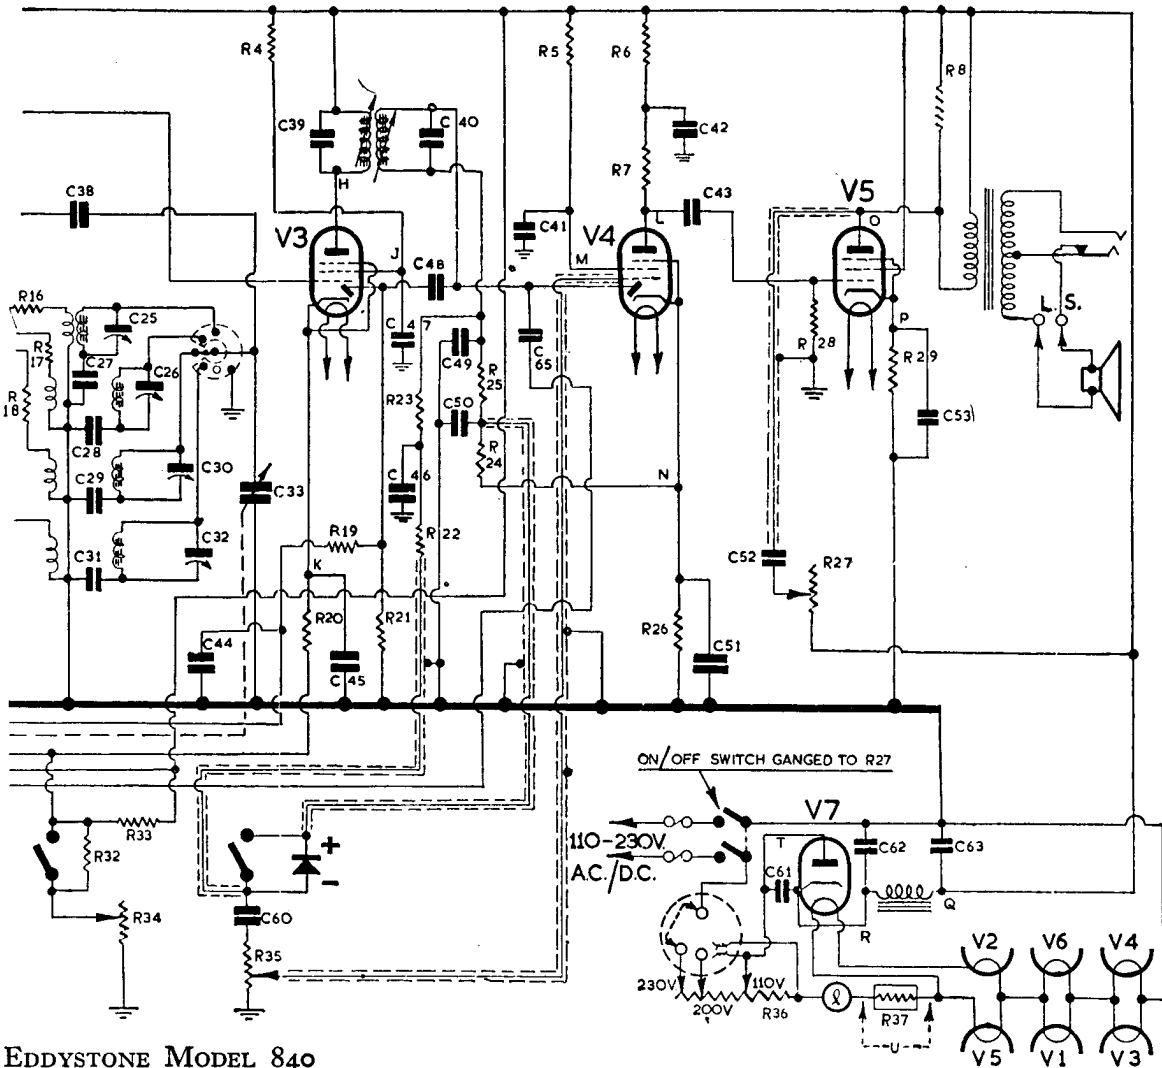 R4
R5
R6
R8
C39
C 40
C42
H
R7
C38
C43
V5
V3
C41
V4
L
O
J
M
C48
R16
C25
C 47
C 65
R 28
P
L. S.
R 17
C27
C26
C49
R 29
R 18
R 25
R23
C50
C53
C28
R 24
C30
N
C29
C33
C 46
R19
R 22
C32
C52
R27
C31
K
R20
R21
R26
C44
C 45
C51
ON/OFF SWITCH GANGED TO R27
V7
R33
+
110-230V.
A.C./D.C.
T
C62
C63
R32
–
C61
C60
Q
R34
R
R35
V2
V6
V4
230V
110V
200V
R36
R37
U
V5
V1
V3
EDDYSTONE MODEL 840